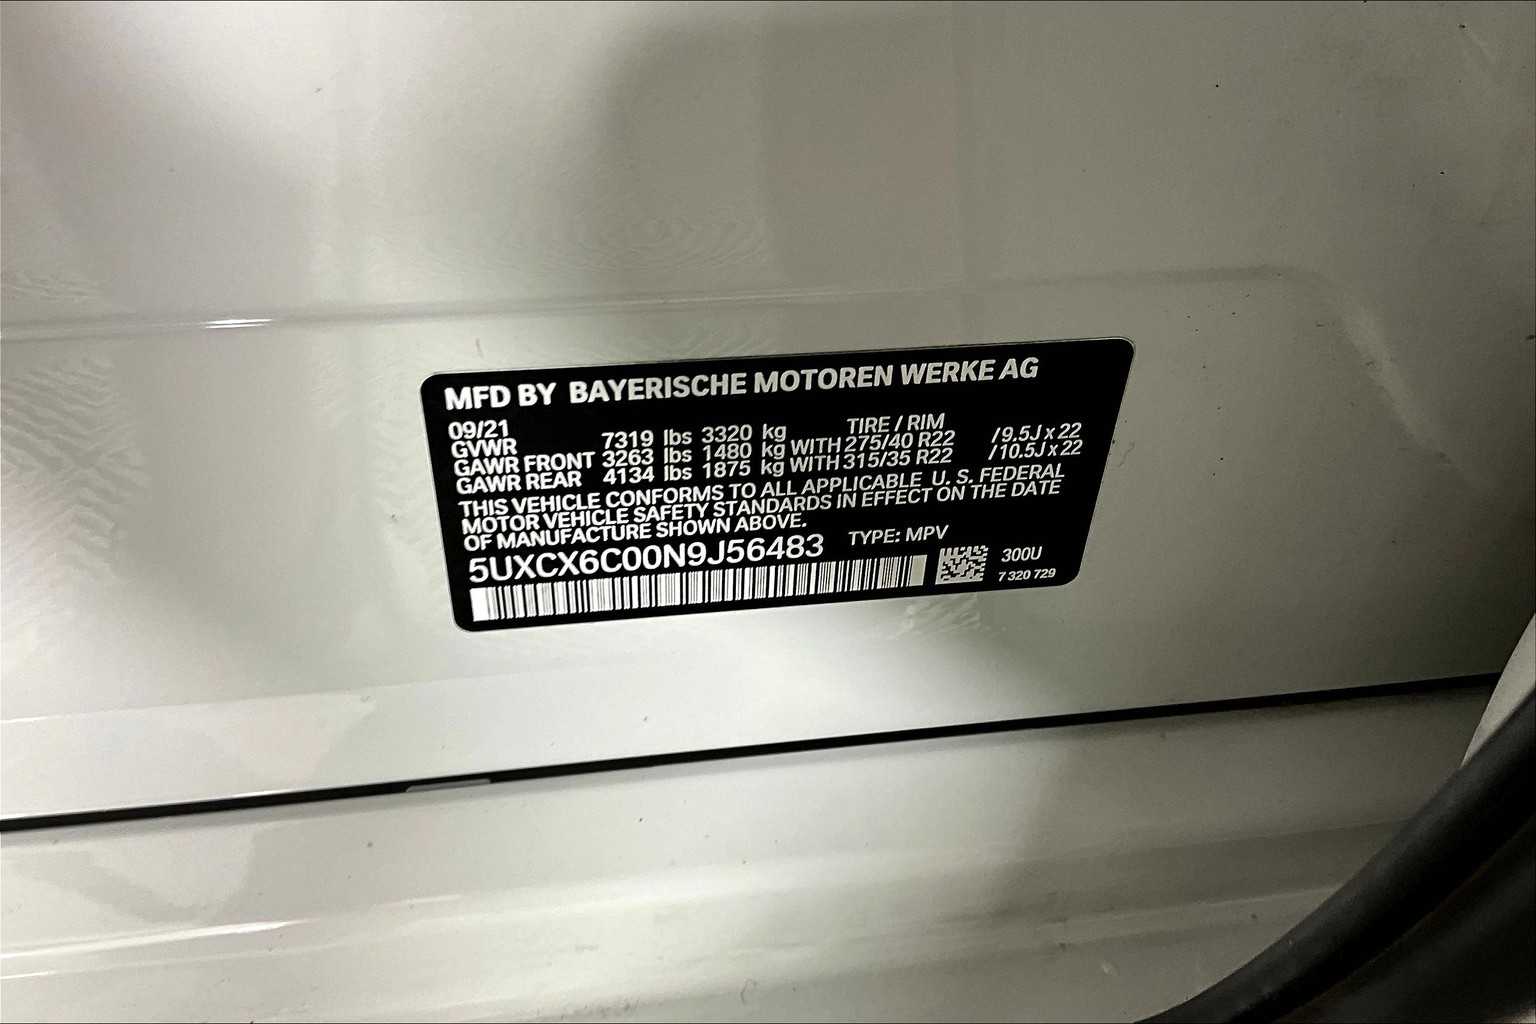 MFD BY BAYERISCHE MOTOREN WERKE AG
09/21 TIRE / RIM
GVWR 7319 lbs 3320 kg
GAWR FRONT 3263 lbs 1480 kg WITH 275/40 R22 / 9.5J x 22
GAWR REAR 4134 lbs 1875 kg WITH 315/35 R22 / 10.5J x 22
THIS VEHICLE CONFORMS TO ALL APPLICABLE U. S. FEDERAL
MOTOR VEHICLE SAFETY STANDARDS IN EFFECT ON THE DATE
OF MANUFACTURE SHOWN ABOVE.
5UXCX6C00N9J56483 TYPE: MPV
300U
7 320 729